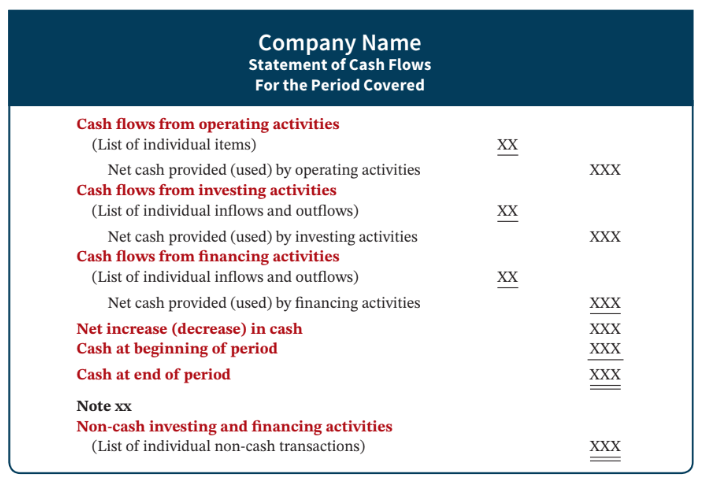 Company Name
Statement of Cash Flows
For the Period Covered
Cash flows from operating activities
(List of individual items) XX
Net cash provided (used) by operating activities XXX
Cash flows from investing activities
(List of individual inflows and outflows) XX
Net cash provided (used) by investing activities XXX
Cash flows from financing activities
(List of individual inflows and outflows) XX
Net cash provided (used) by financing activities XXX
Net increase (decrease) in cash XXX
Cash at beginning of period XXX
Cash at end of period XXX
Note xx
Non-cash investing and financing activities
(List of individual non-cash transactions) XXX